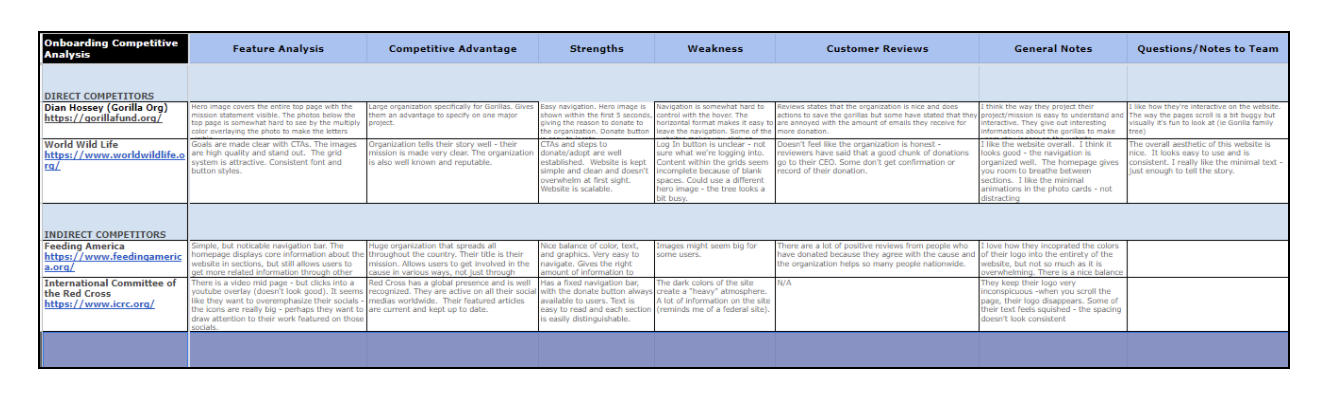 Onboarding Competitive
Analysis
Feature Analysis
Competitive Advantage
Strengths
Weakness
Customer Reviews
General Notes
Questions/Notes to Team
DIRECT COMPETITORS
Dian Hossey (Gorilla Org)
https://gorillafund.org/
Hero image covers the entire top page with the
mission statement visible. The photos below the
top page is somewhat hard to see by the multiply
color overlaying the photo to make the letters
Large organization specifically for Gorillas. Gives
them an advantage to specify on one major
project.
Easy navigation. Hero image is
shown within the first 5 seconds,
giving the reason to donate to
the organization. Donate button
Navigation is somewhat hard to
control with the hover. The
horizontal format makes it easy to
leave the navigation. Some of the
Reviews states that the organization is nice and does
actions to save the gorillas but some have stated that they
are annoyed with the amount of emails they receive for
more donation.
I think the way they project their
project/mission is easy to understand and
interactive. They give out interesting
informations about the gorillas to make
I like how they're interactive on the website.
The way the pages scroll is a bit buggy but
visually it's fun to look at (ie Gorilla family
tree)
World Wild Life
https://www.worldwildlife.o
rg/
Goals are made clear with CTAs. The images
are high quality and stand out. The grid
system is attractive. Consistent font and
button styles.
Organization tells their story well - their
mission is made very clear. The organization
is also well known and reputable.
CTAs and steps to
donate/adopt are well
established. Website is kept
simple and clean and doesn't
overwhelm at first sight.
Website is scalable.
Log In button is unclear - not
sure what we're logging into.
Content within the grids seem
incomplete because of blank
spaces. Could use a different
hero image - the tree looks a
bit busy.
Doesn't feel like the organization is honest -
reviewers have said that a good chunk of donations
go to their CEO. Some don't get confirmation or
record of their donation.
I like the website overall. I think it
looks good - the navigation is
organized well. The homepage gives
you room to breathe between
sections. I like the minimal
animations in the photo cards - not
distracting
The overall aesthetic of this website is
nice. It looks easy to use and is
consistent. I really like the minimal text -
just enough to tell the story.
INDIRECT COMPETITORS
Feeding America
https://www.feedingameric
a.org/
Simple, but noticable navigation bar. The
homepage displays core information about the
website in sections, but still allows users to
get more related information through other
Huge organization that spreads all
throughout the country. Their title is their
mission. Allows users to get involved in the
cause in various ways, not just through
Nice balance of color, text,
and graphics. Very easy to
navigate. Gives the right
amount of information to
Images might seem big for
some users.
There are a lot of positive reviews from people who
have donated because they agree with the cause and
the organization helps so many people nationwide.
I love how they incoprated the colors
of their logo into the entirety of the
website, but not so much as it is
overwhelming. There is a nice balance
International Committee of
the Red Cross
https://www.icrc.org/
There is a video mid page - but clicks into a
youtube overlay (doesn't look good). It seems
like they want to overemphasize their socials -
the icons are really big - perhaps they want to
draw attention to their work featured on those
socials.
Red Cross has a global presence and is well
recognized. They are active on all their social
medias worldwide. Their featured articles
are current and kept up to date.
Has a fixed navigation bar,
with the donate button always
available to users. Text is
easy to read and each section
is easily distinguishable.
The dark colors of the site
create a "heavy" atmosphere.
A lot of information on the site
(reminds me of a federal site).
N/A
They keep their logo very
inconspicuous -when you scroll the
page, their logo disappears. Some of
their text feels squished - the spacing
doesn't look consistent